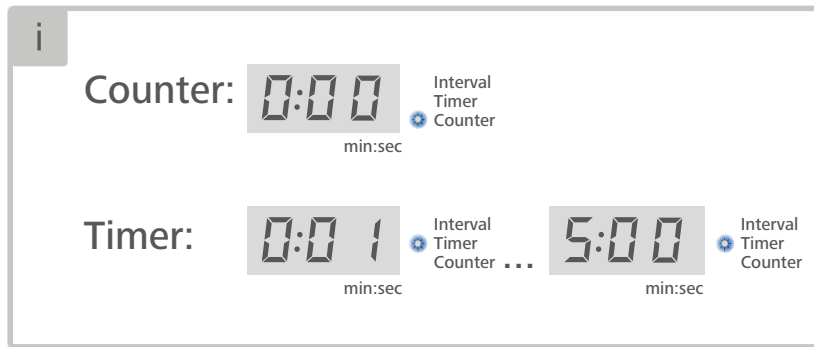 i
Counter: 0:00 Interval
Timer
Counter
min:sec
Timer: 0:01 Interval
Timer
Counter
min:sec
... 5:00 Interval
Timer
Counter
min:sec